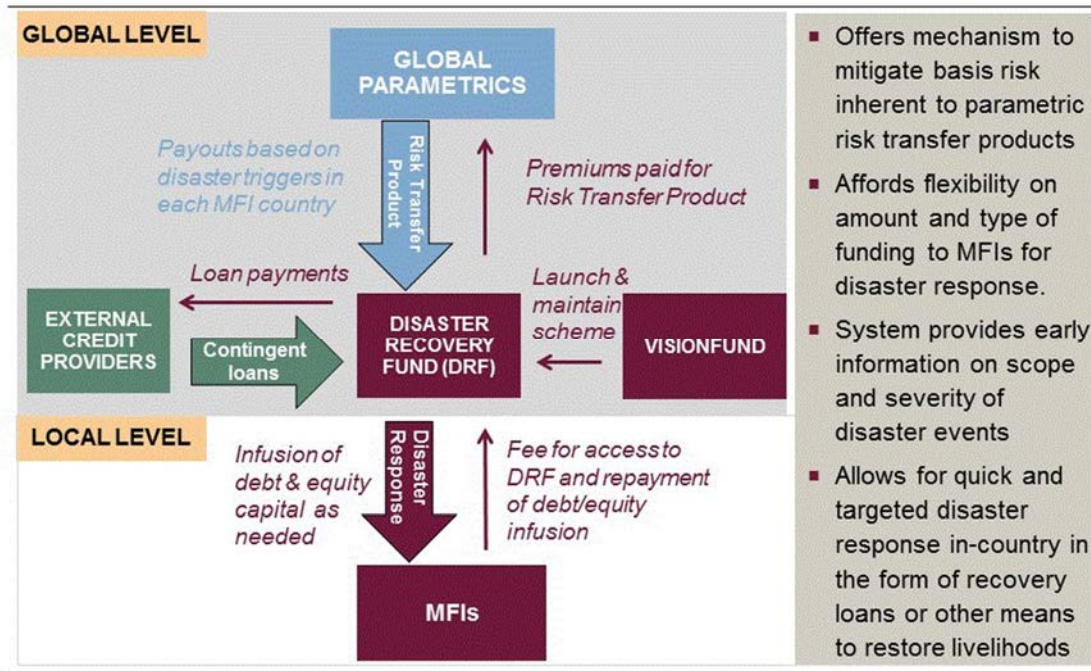 GLOBAL LEVEL
GLOBAL
PARAMETRICS
Payouts based on
disaster triggers in
each MFI country
Risk Transfer
Product
Premiums paid for
Risk Transfer Product
Loan payments
Launch &
maintain
scheme
EXTERNAL
CREDIT
PROVIDERS
Contingent
loans
DISASTER
RECOVERY
FUND (DRF)
VISIONFUND
LOCAL LEVEL
Infusion of
debt & equity
capital as
needed
Disaster
Response
Fee for access to
DRF and repayment
of debt/equity
infusion
MFIs
▪ Offers mechanism to
mitigate basis risk
inherent to parametric
risk transfer products
▪ Affords flexibility on
amount and type of
funding to MFIs for
disaster response.
▪ System provides early
information on scope
and severity of
disaster events
▪ Allows for quick and
targeted disaster
response in-country in
the form of recovery
loans or other means
to restore livelihoods